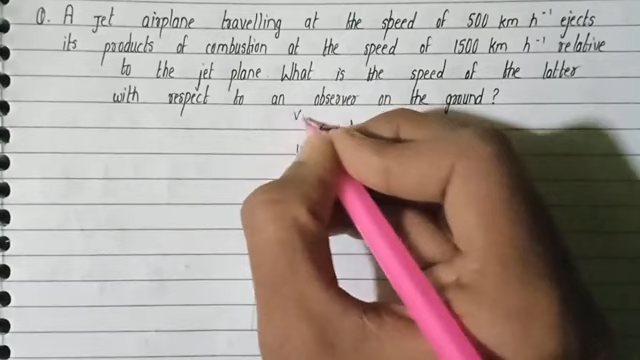 Q. A Jet airplane travelling at the speed of 500 km h⁻¹ ejects
its products of combustion at the speed of 1500 km h⁻¹ relative
to the jet plane. What is the speed of the latter
with respect to an observer on the ground?
V